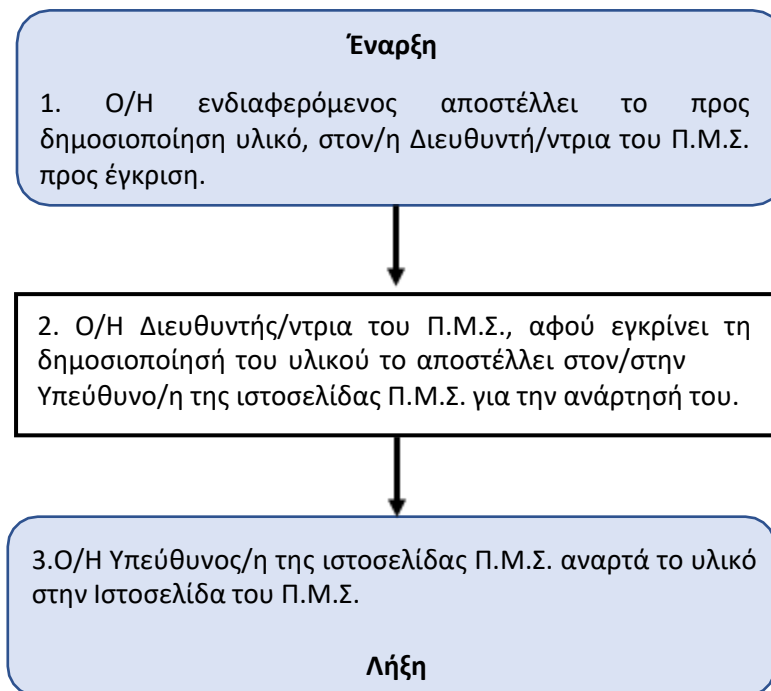 Έναρξη
1. Ο/Η ενδιαφερόμενος αποστέλλει το προς
δημοσιοποίηση υλικό, στον/η Διευθυντή/ντρια του Π.Μ.Σ.
προς έγκριση.
2. Ο/Η Διευθυντής/ντρια του Π.Μ.Σ., αφού εγκρίνει τη
δημοσιοποίησή του υλικού το αποστέλλει στον/στην
Υπεύθυνο/η της ιστοσελίδας Π.Μ.Σ. για την ανάρτησή του.
3.Ο/Η Υπεύθυνος/η της ιστοσελίδας Π.Μ.Σ. αναρτά το υλικό
στην Ιστοσελίδα του Π.Μ.Σ.
Λήξη